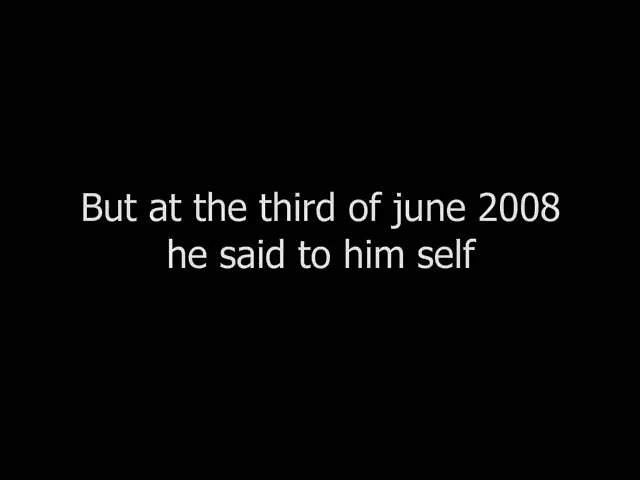 But at the third of june 2008
he said to him self